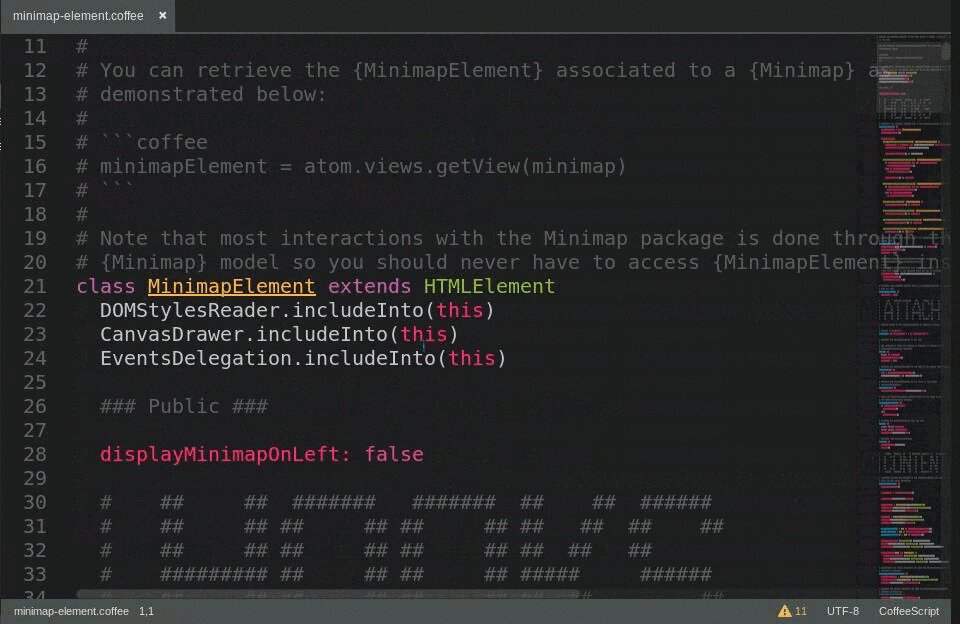 minimap-element.coffee ×
11 #
12 # You can retrieve the {MinimapElement} associated to a {Minimap}
13 # demonstrated below:
14 #
15 # ```coffee
16 # minimapElement = atom.views.getView(minimap)
17 # ```
18 #
19 # Note that most interactions with the Minimap package is done through
20 # {Minimap} model so you should never have to access {MinimapElement}
21 class MinimapElement extends HTMLElement
22 DOMStylesReader.includeInto(this)
23 CanvasDrawer.includeInto(this)
24 EventsDelegation.includeInto(this)
25
26 ### Public ###
27
28 displayMinimapOnLeft: false
29
30 #    ##     ##  #######   #######  ##    ##  ######
31 #    ##     ## ##     ## ##     ## ##   ##  ##    ##
32 #    ##     ## ##     ## ##     ## ##  ##   ##
33 #    ######### ##     ## ##     ## #####     ######
34
HOOKS
ATTACH
CONTEN
minimap-element.coffee 1,1 11 UTF-8 CoffeeScript